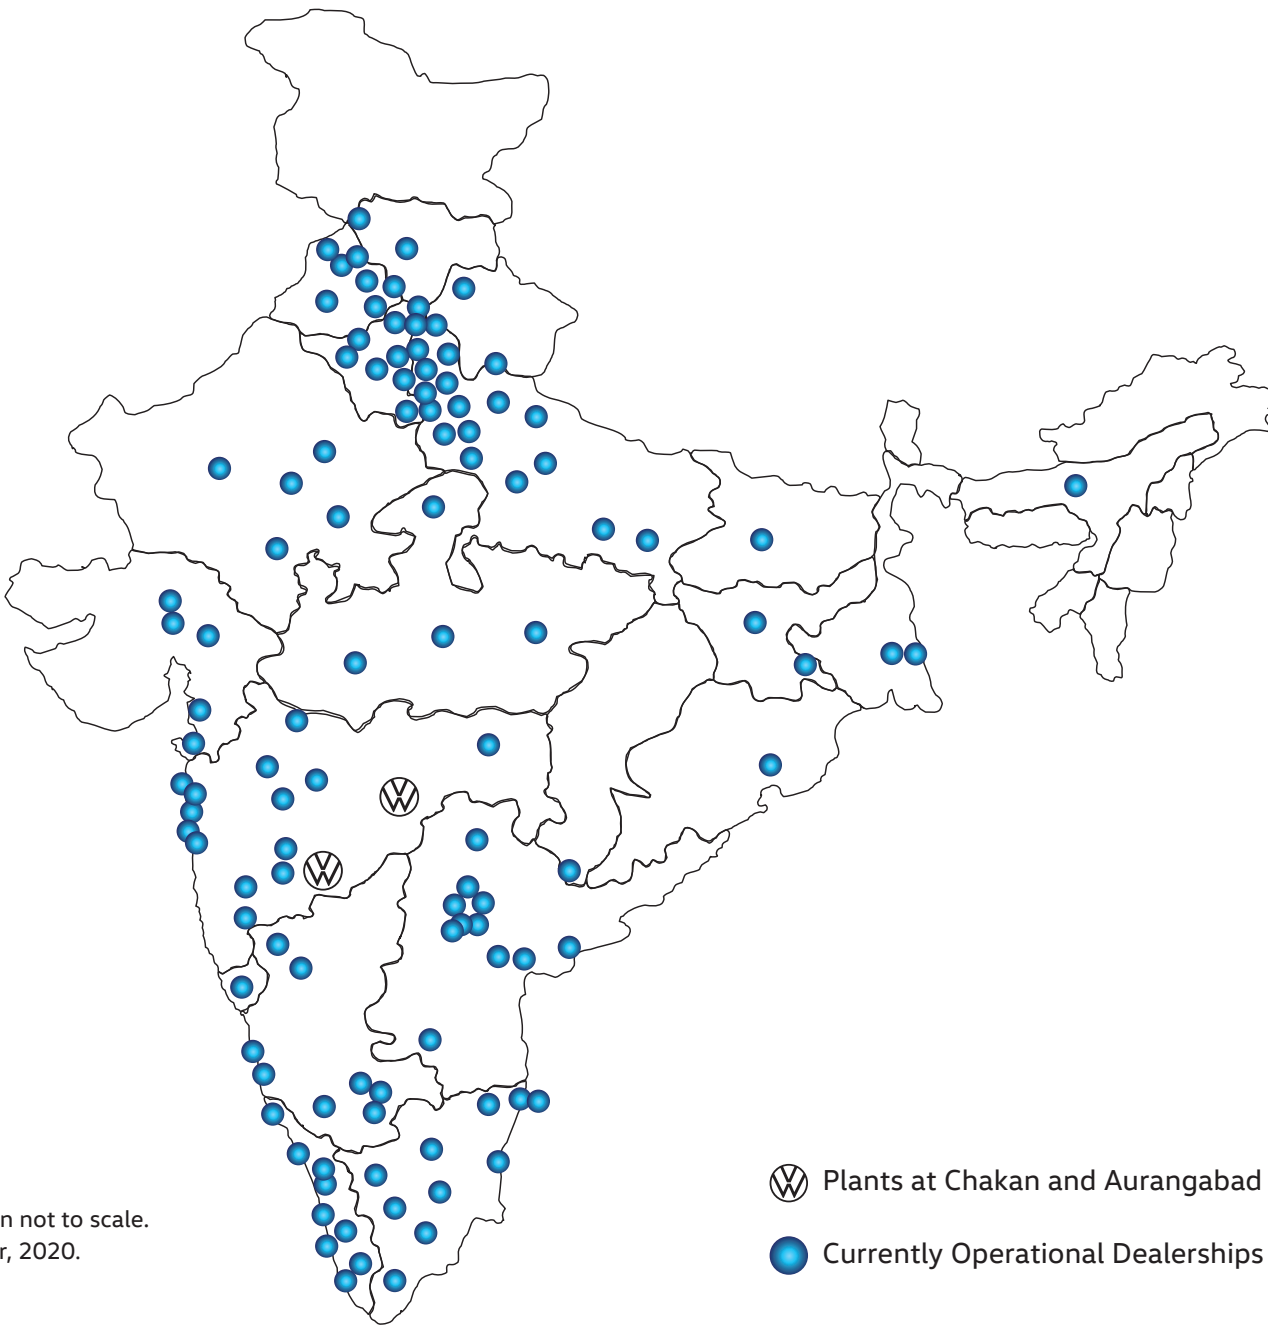 Plants at Chakan and Aurangabad
n not to scale.
r, 2020.
Currently Operational Dealerships